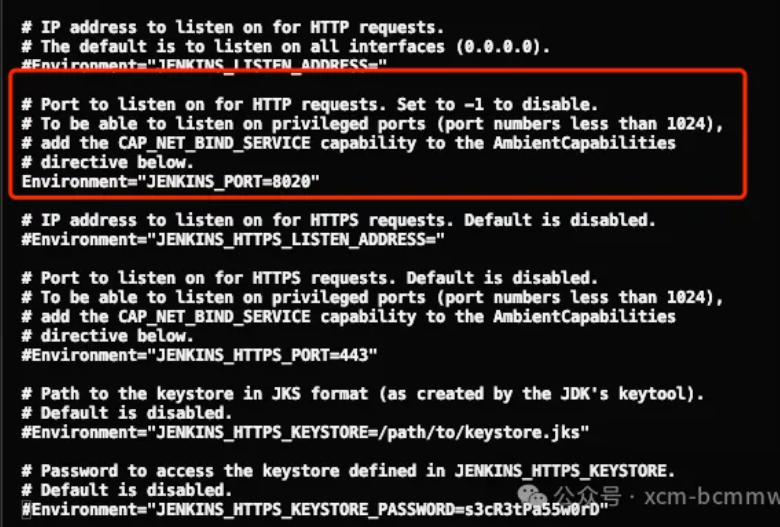 # IP address to listen on for HTTP requests.
# The default is to listen on all interfaces (0.0.0.0).
#Environment="JENKINS_LISTEN_ADDRESS="
# Port to listen on for HTTP requests. Set to -1 to disable.
# To be able to listen on privileged ports (port numbers less than 1024),
# add the CAP_NET_BIND_SERVICE capability to the AmbientCapabilities
# directive below.
Environment="JENKINS_PORT=8020"
# IP address to listen on for HTTPS requests. Default is disabled.
#Environment="JENKINS_HTTPS_LISTEN_ADDRESS="
# Port to listen on for HTTPS requests. Default is disabled.
# To be able to listen on privileged ports (port numbers less than 1024),
# add the CAP_NET_BIND_SERVICE capability to the AmbientCapabilities
# directive below.
#Environment="JENKINS_HTTPS_PORT=443"
# Path to the keystore in JKS format (as created by the JDK's keytool).
# Default is disabled.
#Environment="JENKINS_HTTPS_KEYSTORE=/path/to/keystore.jks"
# Password to access the keystore defined in JENKINS_HTTPS_KEYSTORE.
# Default is disabled.
#Environment="JENKINS_HTTPS_KEYSTORE_PASSWORD=s3cR3tPa55w0rD"
公众号 · xcm-bcmmw